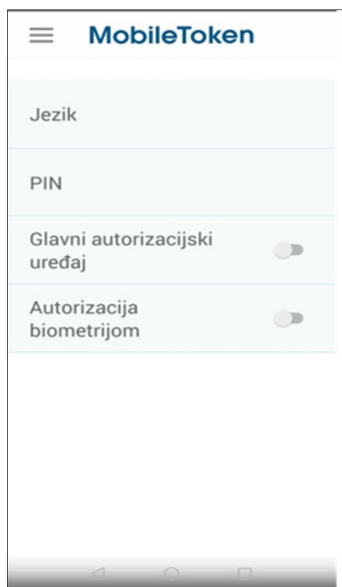 MobileToken
Jezik
PIN
Glavni autorizacijski
uređaj
Autorizacija
biometrijom